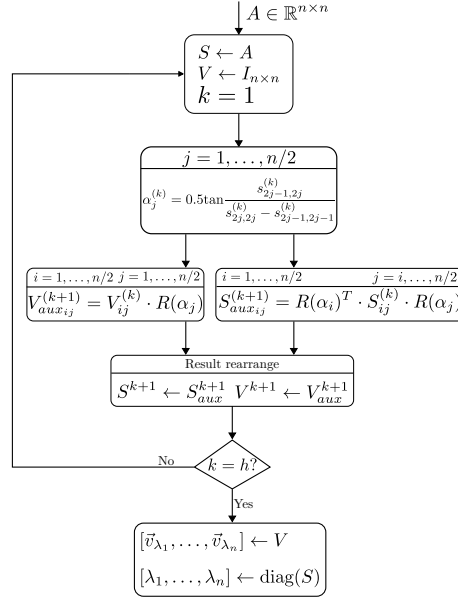 A ∈ ℝ^{n×n}
S ← A
V ← I_{n×n}
k = 1
j = 1, . . . , n/2
α_j^{(k)} = 0.5tan s_{2j−1,2j}^{(k)} / s_{2j,2j}^{(k)} − s_{2j−1,2j−1}^{(k)}
i = 1, . . . , n/2 j = 1, . . . , n/2
V_{aux_{ij}}^{(k+1)} = V_{ij}^{(k)} · R(α_j)
i = 1, . . . , n/2 j = i, . . . , n/2
S_{aux_{ij}}^{(k+1)} = R(α_i)^T · S_{ij}^{(k)} · R(α_j)
Result rearrange
S^{k+1} ← S_{aux}^{k+1} V^{k+1} ← V_{aux}^{k+1}
No
k = h?
Yes
[v⃗_{λ_1}, . . . , v⃗_{λ_n}] ← V
[λ_1, . . . , λ_n] ← diag(S)